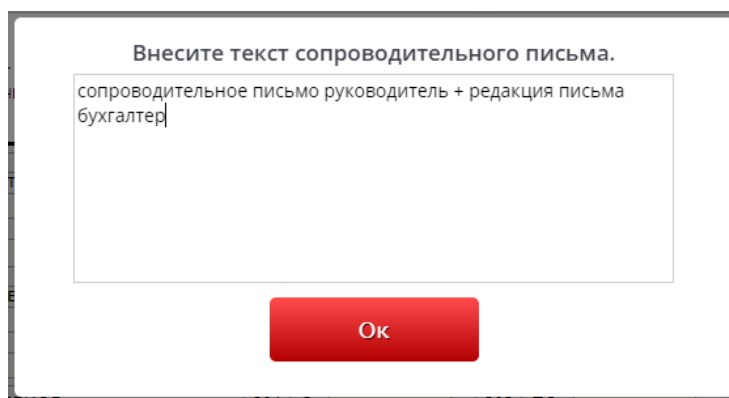 Внесите текст сопроводительного письма.
сопроводительное письмо руководитель + редакция письма
бухгалтер
Ок